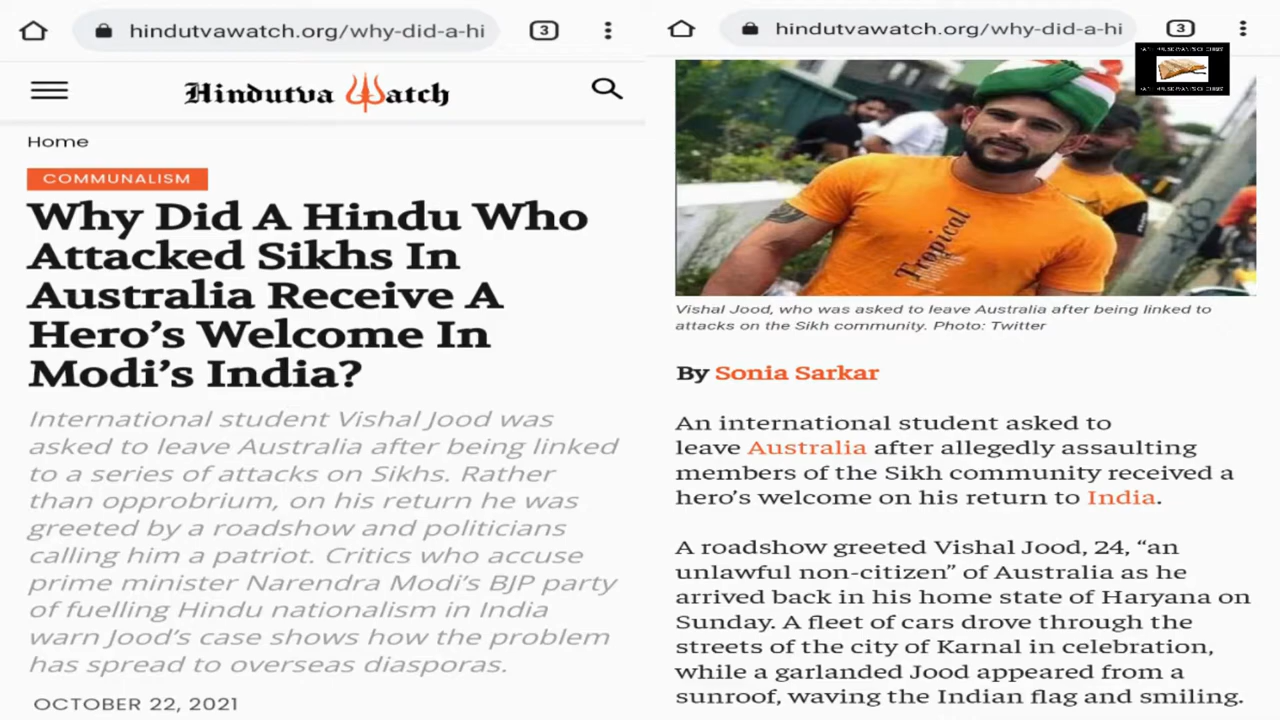 hindutvawatch.org/why-did-a-hi
3
Hindutva Watch
Home
COMMUNALISM
Why Did A Hindu Who
Attacked Sikhs In
Australia Receive A
Hero's Welcome In
Modi's India?
International student Vishal Jood was
asked to leave Australia after being linked
to a series of attacks on Sikhs. Rather
than opprobrium, on his return he was
greeted by a roadshow and politicians
calling him a patriot. Critics who accuse
prime minister Narendra Modi's BJP party
of fuelling Hindu nationalism in India
warn Jood's case shows how the problem
has spread to overseas diasporas.
OCTOBER 22, 2021
hindutvawatch.org/why-did-a-hi
3
Tropical
Vishal Jood, who was asked to leave Australia after being linked to
attacks on the Sikh community. Photo: Twitter
By Sonia Sarkar
An international student asked to
leave Australia after allegedly assaulting
members of the Sikh community received a
hero's welcome on his return to India.
A roadshow greeted Vishal Jood, 24, “an
unlawful non-citizen” of Australia as he
arrived back in his home state of Haryana on
Sunday. A fleet of cars drove through the
streets of the city of Karnal in celebration,
while a garlanded Jood appeared from a
sunroof, waving the Indian flag and smiling.